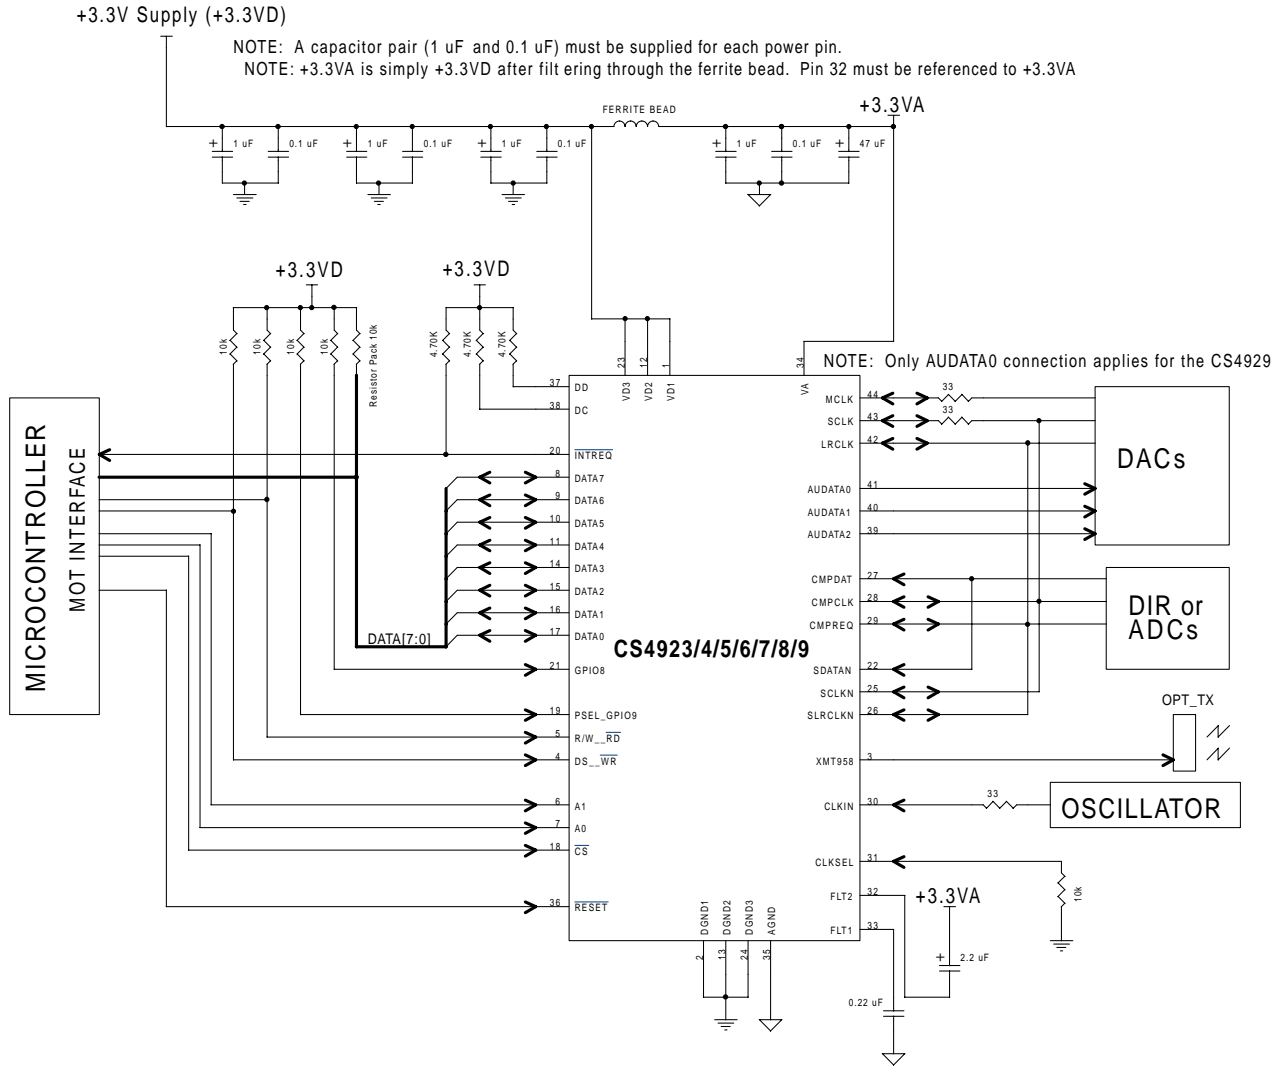 +3.3V Supply (+3.3VD)
NOTE: A capacitor pair (1 uF and 0.1 uF) must be supplied for each power pin.
NOTE: +3.3VA is simply +3.3VD after filt ering through the ferrite bead. Pin 32 must be referenced to +3.3VA
FERRITE BEAD
+3.3VA
+ 1 uF
0.1 uF
+ 1 uF
0.1 uF
+ 1 uF
0.1 uF
+ 1 uF
0.1 uF
+ 47 uF
+3.3VD
+3.3VD
10k
10k
10k
10k
Resistor Pack 10k
4.70K
4.70K
4.70K
23
12
1
34
VD3
VD2
VD1
VA
NOTE: Only AUDATA0 connection applies for the CS4929
MICROCONTROLLER
MOT INTERFACE
DATA[7:0]
37 DD
38 DC
20 INTREQ
8 DATA7
9 DATA6
10 DATA5
11 DATA4
14 DATA3
15 DATA2
16 DATA1
17 DATA0
21 GPIO8
19 PSEL_GPIO9
5 R/W__RD
4 DS__WR
6 A1
7 A0
18 CS
36 RESET
CS4923/4/5/6/7/8/9
MCLK 44 33
SCLK 43 33
LRCLK 42
AUDATA0 41
AUDATA1 40
AUDATA2 39
DACs
CMPDAT 27
CMPCLK 28
CMPREQ 29
DIR or
ADCs
SDATAN 22
SCLKN 25
SLRCLKN 26
OPT_TX
XMT958 3
CLKIN 30 33
OSCILLATOR
CLKSEL 31
10k
FLT2 32
+3.3VA
FLT1 33
+ 2.2 uF
0.22 uF
DGND1
DGND2
DGND3
AGND
2
13
24
35